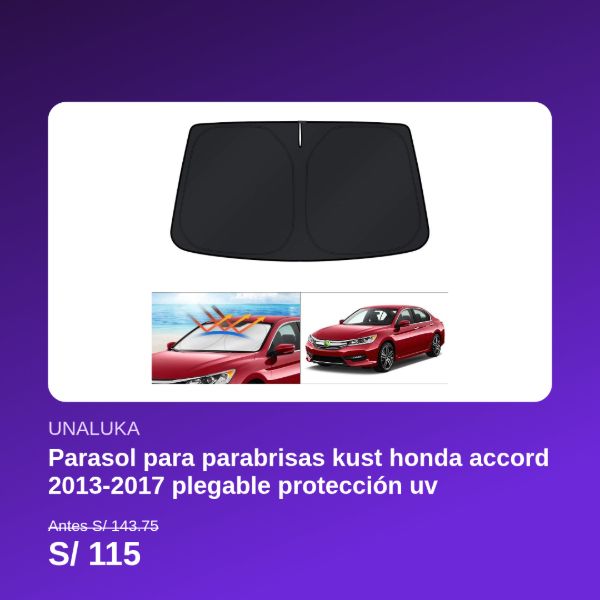 UNALUKA
Parasol para parabrisas kust honda accord
2013-2017 plegable protección uv
Antes S/ 143.75
S/ 115